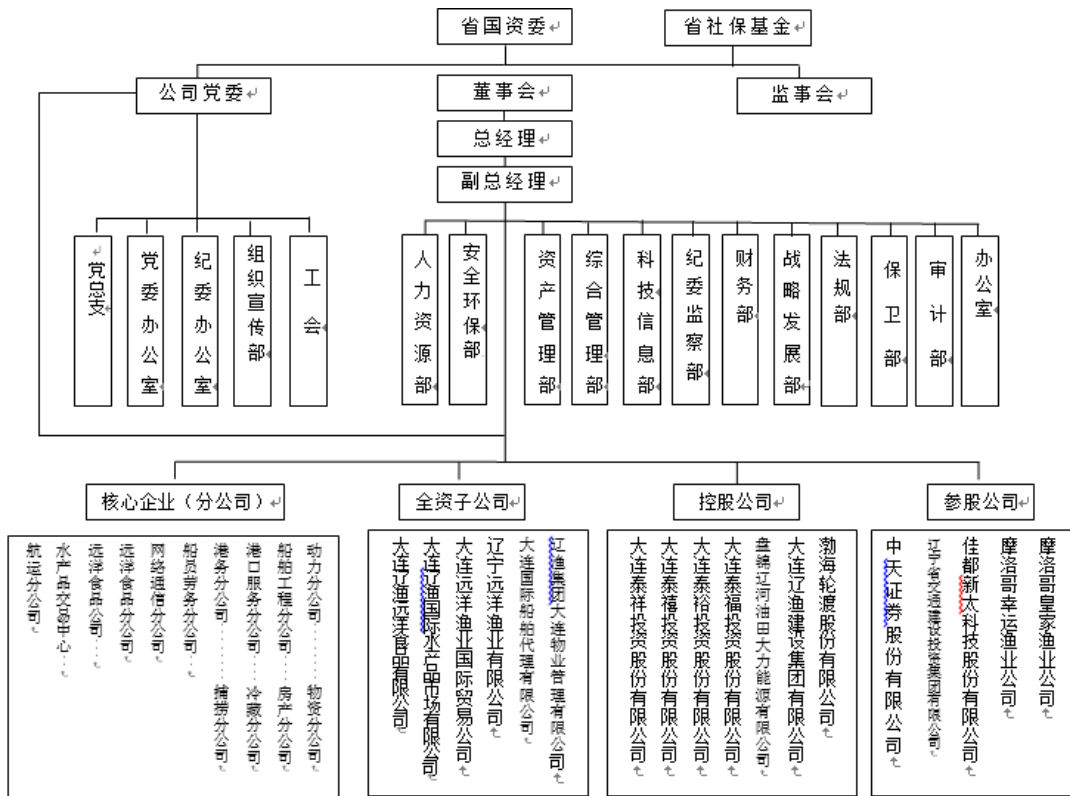 省国资委
省社保基金
公司党委
董事会
监事会
总经理
副总经理
党总支
党委办公室
纪委办公室
组织宣传部
工会
人力资源部
安全环保部
资产管理部
综合管理部
科技信息部
纪委监察部
财务部
战略发展部
法规部
保卫部
审计部
办公室
核心企业（分公司）
全资子公司
控股公司
参股公司
动力分公司……物资分公司
船舶工程分公司…房产分公司
港口服务分公司…冷藏分公司
港务分公司……捕捞分公司
船员劳务分公司…
网络通信分公司
远洋食品分公司
远洋食品公司…
水产品交易中心…
航运分公司
辽渔集团大连物业管理有限公司
大连国际船舶代理有限公司
辽宁远洋渔业有限公司
大连远洋渔业国际贸易公司
大连辽渔国际水产品市场有限公司
大连辽渔远洋食品有限公司
渤海轮渡股份有限公司
大连辽渔建设集团有限公司
盘锦辽河油田大力能源有限公司
大连泰福投资股份有限公司
大连泰裕投资股份有限公司
大连泰禧投资股份有限公司
大连泰祥投资股份有限公司
摩洛哥皇家渔业公司
摩洛哥幸运渔业公司
佳都新太科技股份有限公司
辽宁省交通建设投资集团有限公司
中天证券股份有限公司